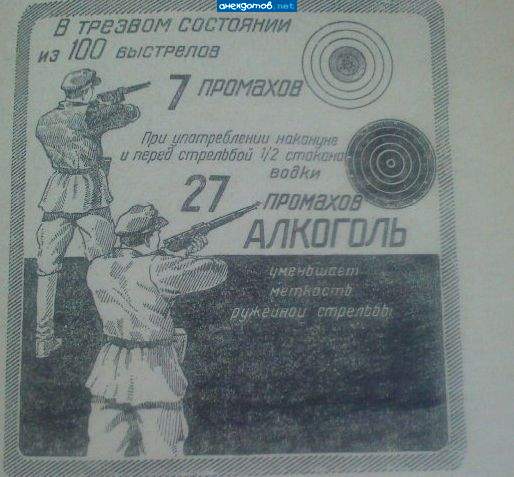 анекдотов.net
В ТРЕЗВОМ СОСТОЯНИИ
ИЗ 100 ВЫСТРЕЛОВ
7 ПРОМАХОВ
При употреблении накануне
и перед стрельбой 1/2 стакана
водки
27 ПРОМАХОВ
АЛКОГОЛЬ
уменьшает
меткость
ружейной стрельбы